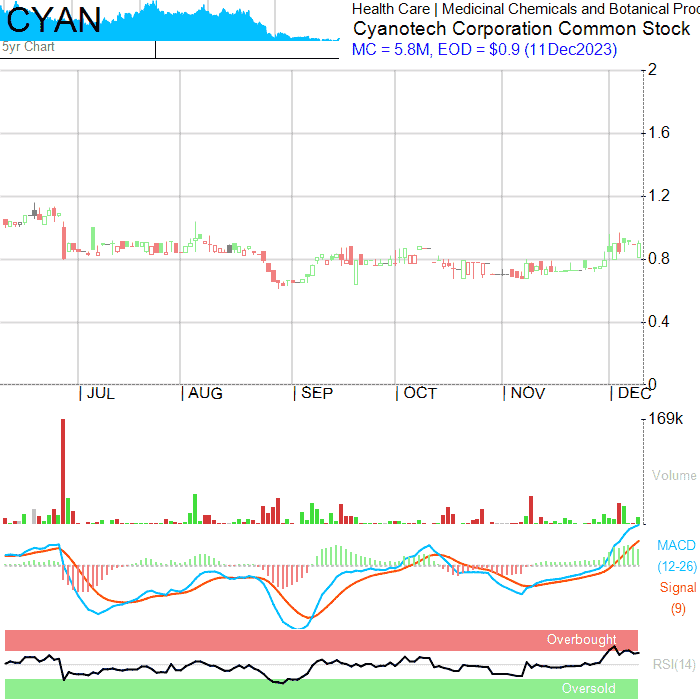 CYAN
5yr Chart
Health Care | Medicinal Chemicals and Botanical Proc
Cyanotech Corporation Common Stock
MC = 5.8M, EOD = $0.9 (11Dec2023)
2
1.6
1.2
0.8
0.4
0
| JUL | AUG | SEP | OCT | NOV | DEC
169k
Volume
MACD
(12-26)
Signal
(9)
Overbought
RSI(14)
Oversold